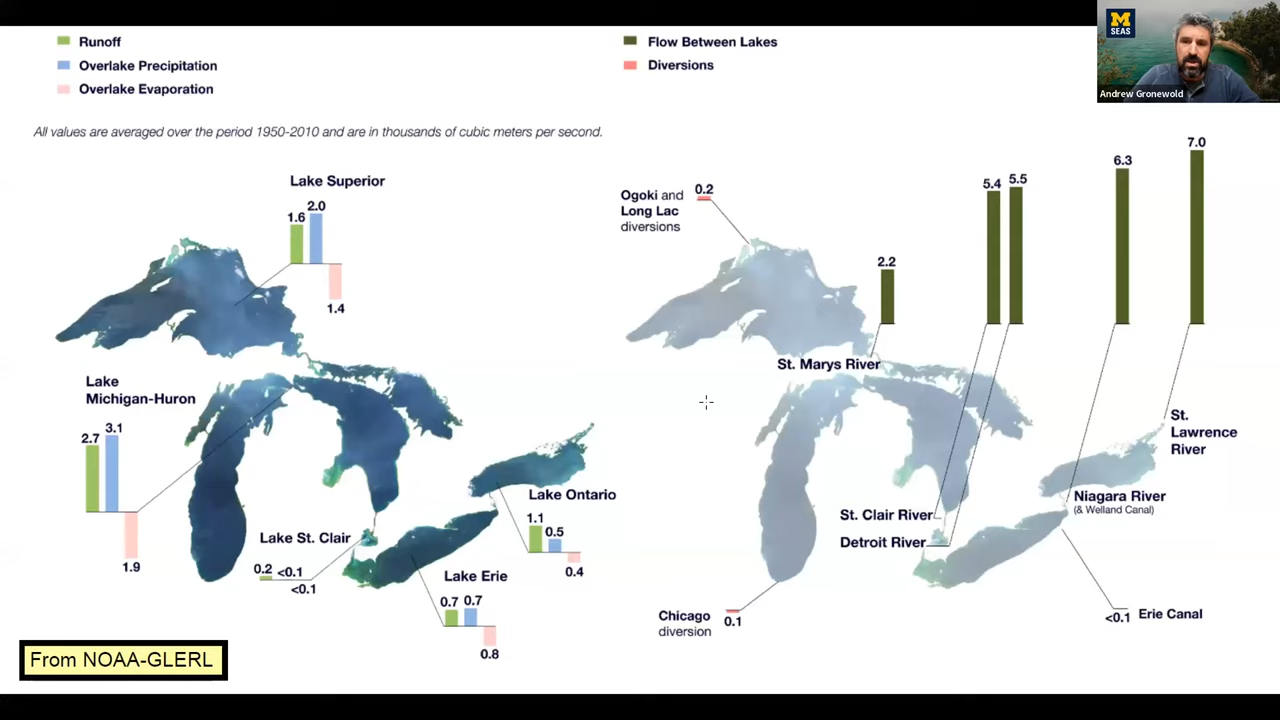 Runoff
Overlake Precipitation
Overlake Evaporation
Flow Between Lakes
Diversions
M
SEAS
Andrew Gronewold
All values are averaged over the period 1950-2010 and are in thousands of cubic meters per second.
Lake Superior
1.6
2.0
1.4
Lake
Michigan-Huron
2.7
3.1
1.9
Lake St. Clair
0.2
<0.1
<0.1
Lake Erie
0.7
0.7
0.8
Lake Ontario
1.1
0.5
0.4
Ogoki and
Long Lac
diversions
0.2
2.2
St. Marys River
5.4
5.5
6.3
7.0
St.
Lawrence
River
Niagara River
(& Welland Canal)
St. Clair River
Detroit River
Chicago
diversion
0.1
<0.1
Erie Canal
From NOAA-GLERL